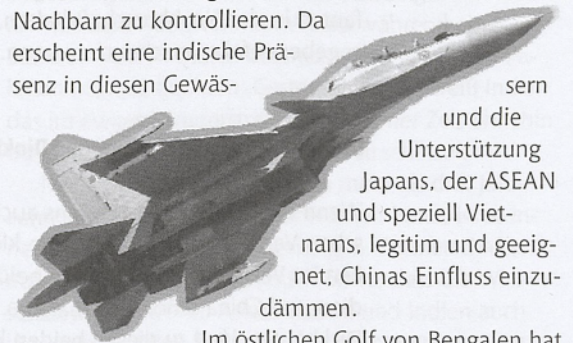 Nachbarn zu kontrollieren. Da
erscheint eine indische Prä-
senz in diesen Gewäs- sern
und die
Unterstützung
Japans, der ASEAN
und speziell Viet-
nams, legitim und geeig-
net, Chinas Einfluss einzu-
dämmen.
Im östlichen Golf von Bengalen hat